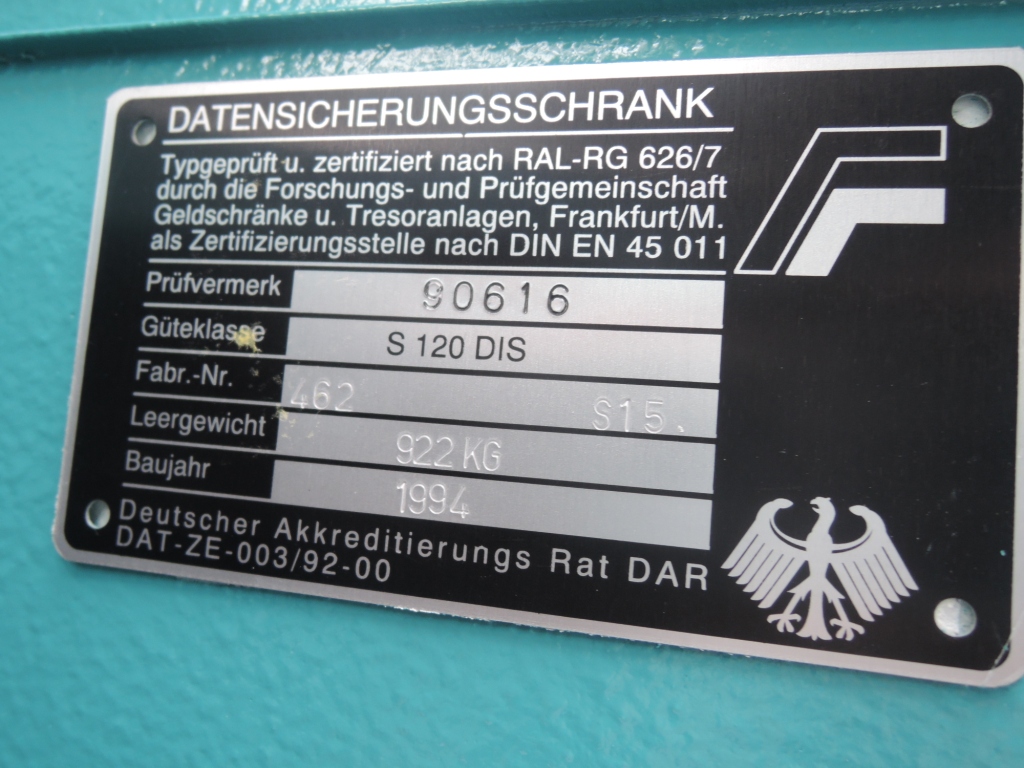 DATENSICHERUNGSSCHRANK
Typgeprüft u. zertifiziert nach RAL-RG 626/7
durch die Forschungs- und Prüfgemeinschaft
Geldschränke u. Tresoranlagen, Frankfurt/M.
als Zertifizierungsstelle nach DIN EN 45 011
Prüfvermerk 90616
Güteklasse S 120 DIS
Fabr.-Nr. 462 S15.
Leergewicht 922 KG
Baujahr 1994
Deutscher Akkreditierungs Rat DAR
DAT-ZE-003/92-00